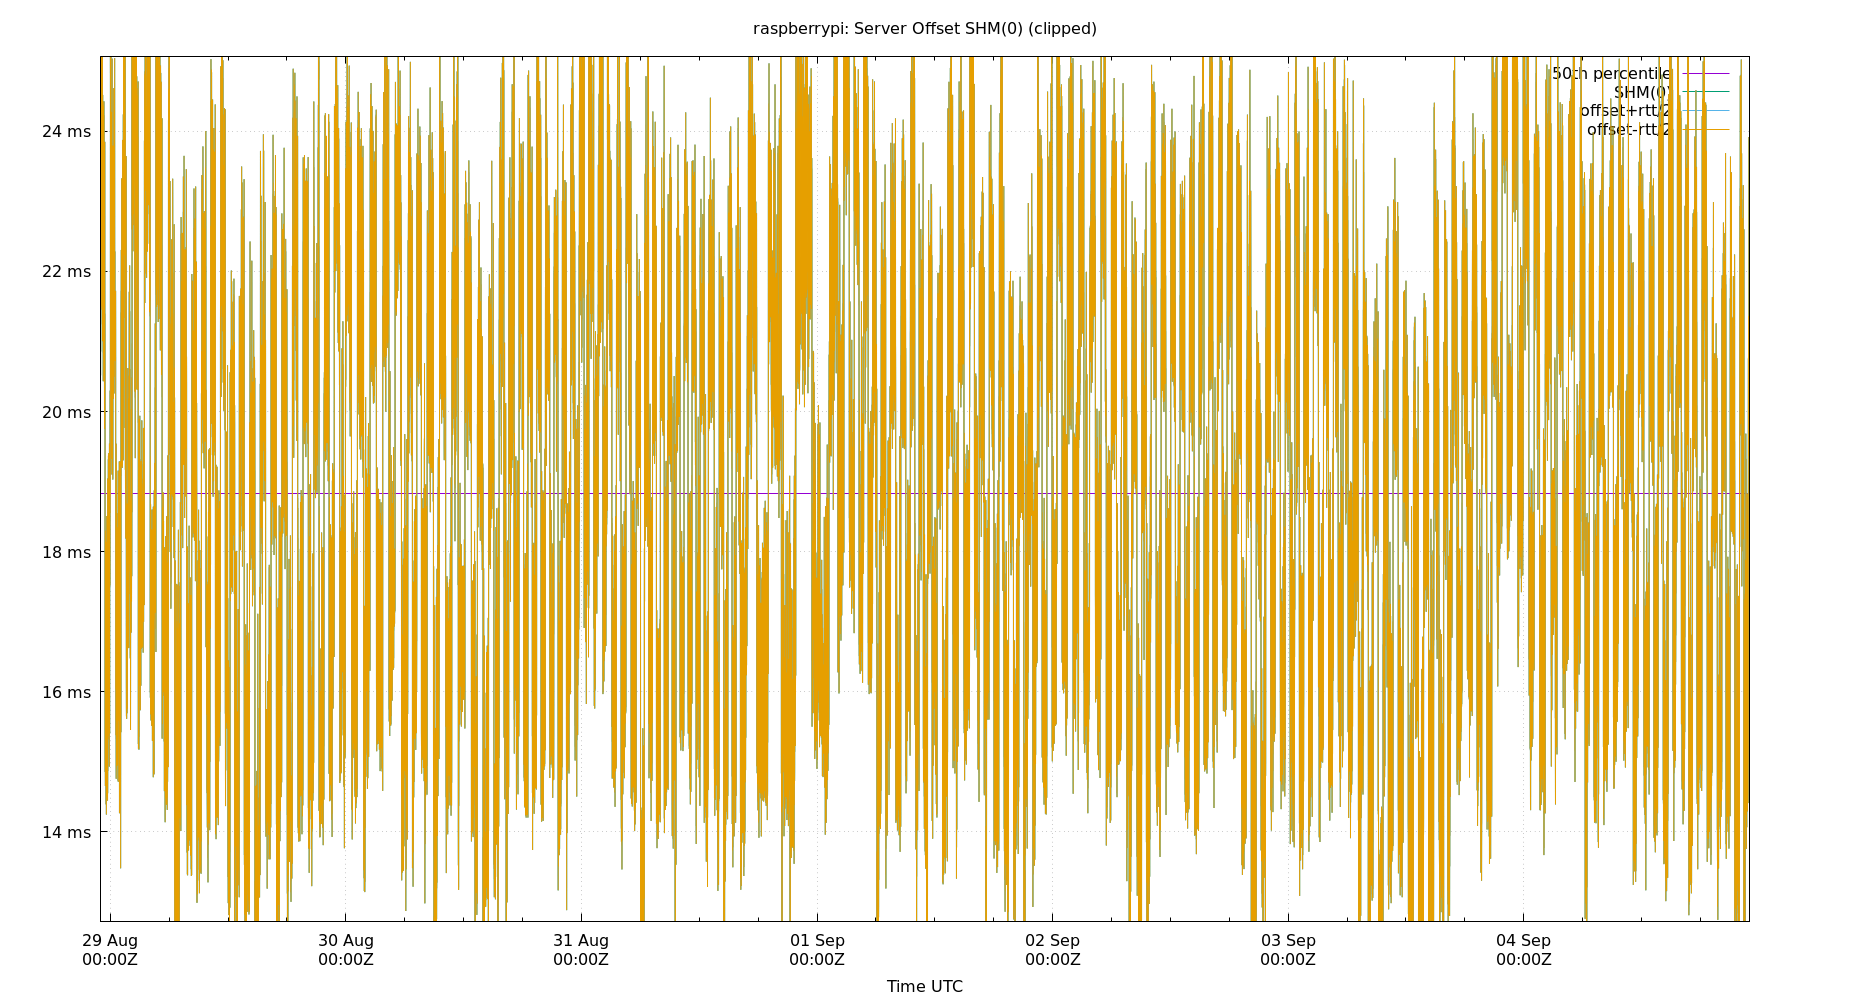 raspberrypi: Server Offset SHM(0) (clipped)
50th percentile
SHM(0)
offset+rtt/2
offset-rtt/2
24 ms
22 ms
20 ms
18 ms
16 ms
14 ms
29 Aug 30 Aug 31 Aug 01 Sep 02 Sep 03 Sep 04 Sep
00:00Z 00:00Z 00:00Z 00:00Z 00:00Z 00:00Z 00:00Z
Time UTC